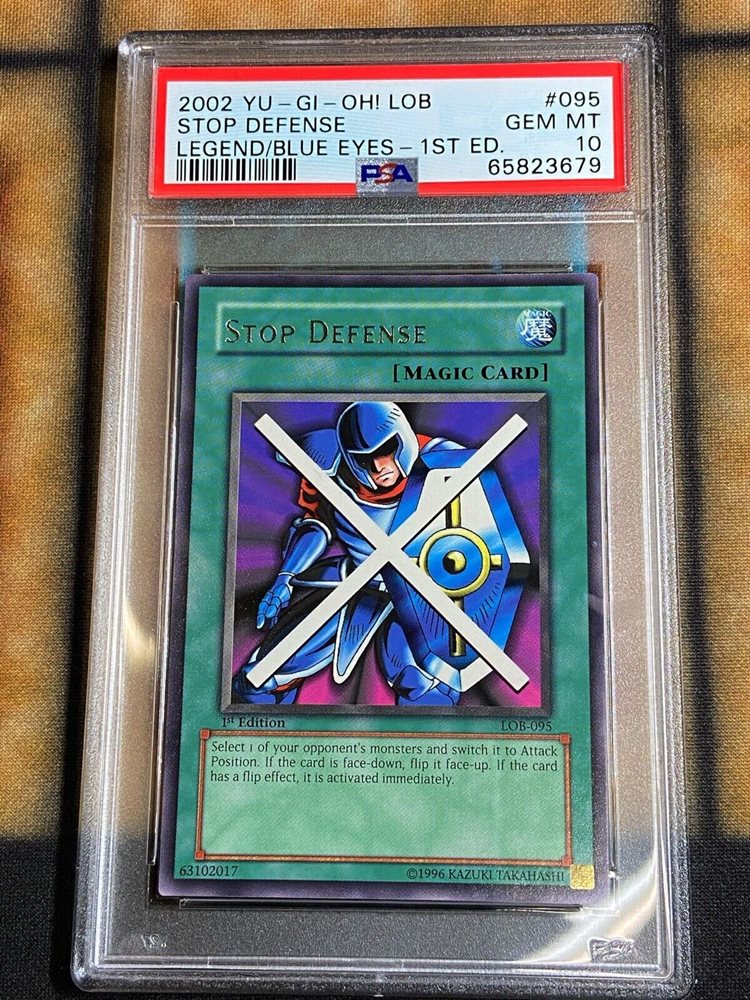 2002 YU-GI-OH! LOB #095
STOP DEFENSE GEM MT
LEGEND/BLUE EYES-1ST ED. 10
PSA 65823679
STOP DEFENSE
MAGIC
魔
[MAGIC CARD]
1st Edition LOB-095
Select 1 of your opponent's monsters and switch it to Attack
Position. If the card is face-down, flip it face-up. If the card
has a flip effect, it is activated immediately.
63102017 ©1996 KAZUKI TAKAHASHI
PSA